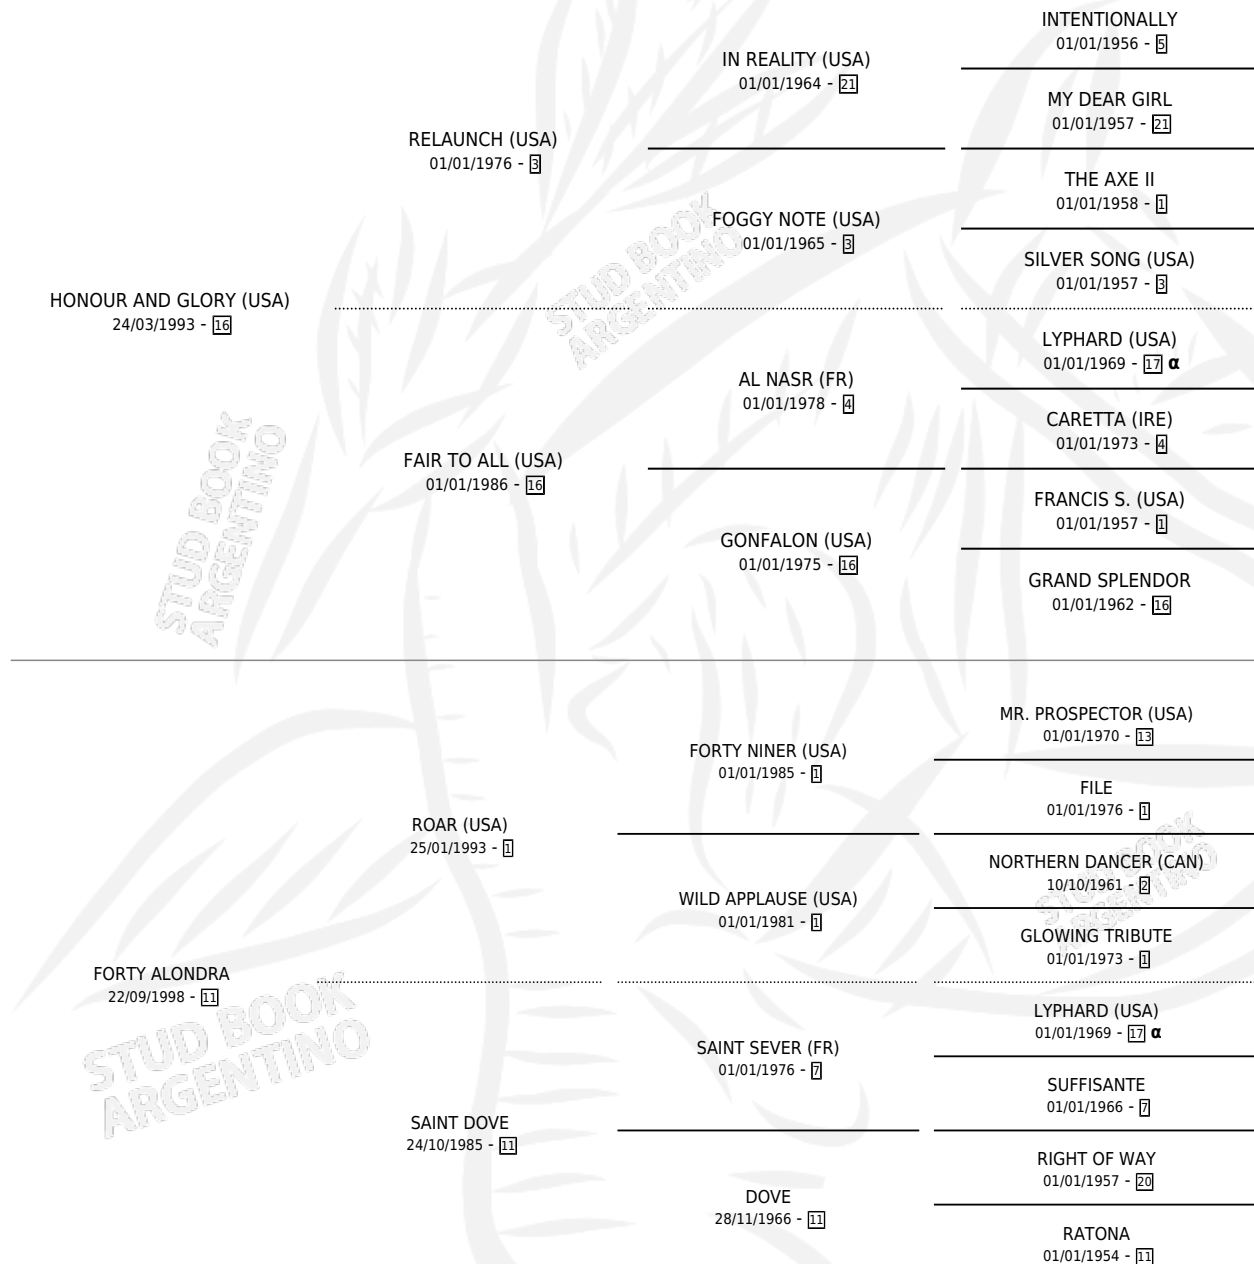 INTENTIONALLY
01/01/1956 - 5
IN REALITY (USA)
01/01/1964 - 21
MY DEAR GIRL
01/01/1957 - 21
RELAUNCH (USA)
01/01/1976 - 3
THE AXE II
01/01/1958 - 1
FOGGY NOTE (USA)
01/01/1965 - 3
SILVER SONG (USA)
01/01/1957 - 3
HONOUR AND GLORY (USA)
24/03/1993 - 16
LYPHARD (USA)
01/01/1969 - 17 α
AL NASR (FR)
01/01/1978 - 4
CARETTA (IRE)
01/01/1973 - 4
FAIR TO ALL (USA)
01/01/1986 - 16
FRANCIS S. (USA)
01/01/1957 - 1
GONFALON (USA)
01/01/1975 - 16
GRAND SPLENDOR
01/01/1962 - 16
MR. PROSPECTOR (USA)
01/01/1970 - 13
FORTY NINER (USA)
01/01/1985 - 1
FILE
01/01/1976 - 1
ROAR (USA)
25/01/1993 - 1
NORTHERN DANCER (CAN)
10/10/1961 - 2
WILD APPLAUSE (USA)
01/01/1981 - 1
GLOWING TRIBUTE
01/01/1973 - 1
FORTY ALONDRA
22/09/1998 - 11
LYPHARD (USA)
01/01/1969 - 17 α
SAINT SEVER (FR)
01/01/1976 - 7
SUFFISANTE
01/01/1966 - 7
SAINT DOVE
24/10/1985 - 11
RIGHT OF WAY
01/01/1957 - 20
DOVE
28/11/1966 - 11
RATONA
01/01/1954 - 11
STUD BOOK
ARGENTINO
STUD BOOK
ARGENTINO
STUD BOOK
ARGENTINO
STUD BOOK
ARGENTINO